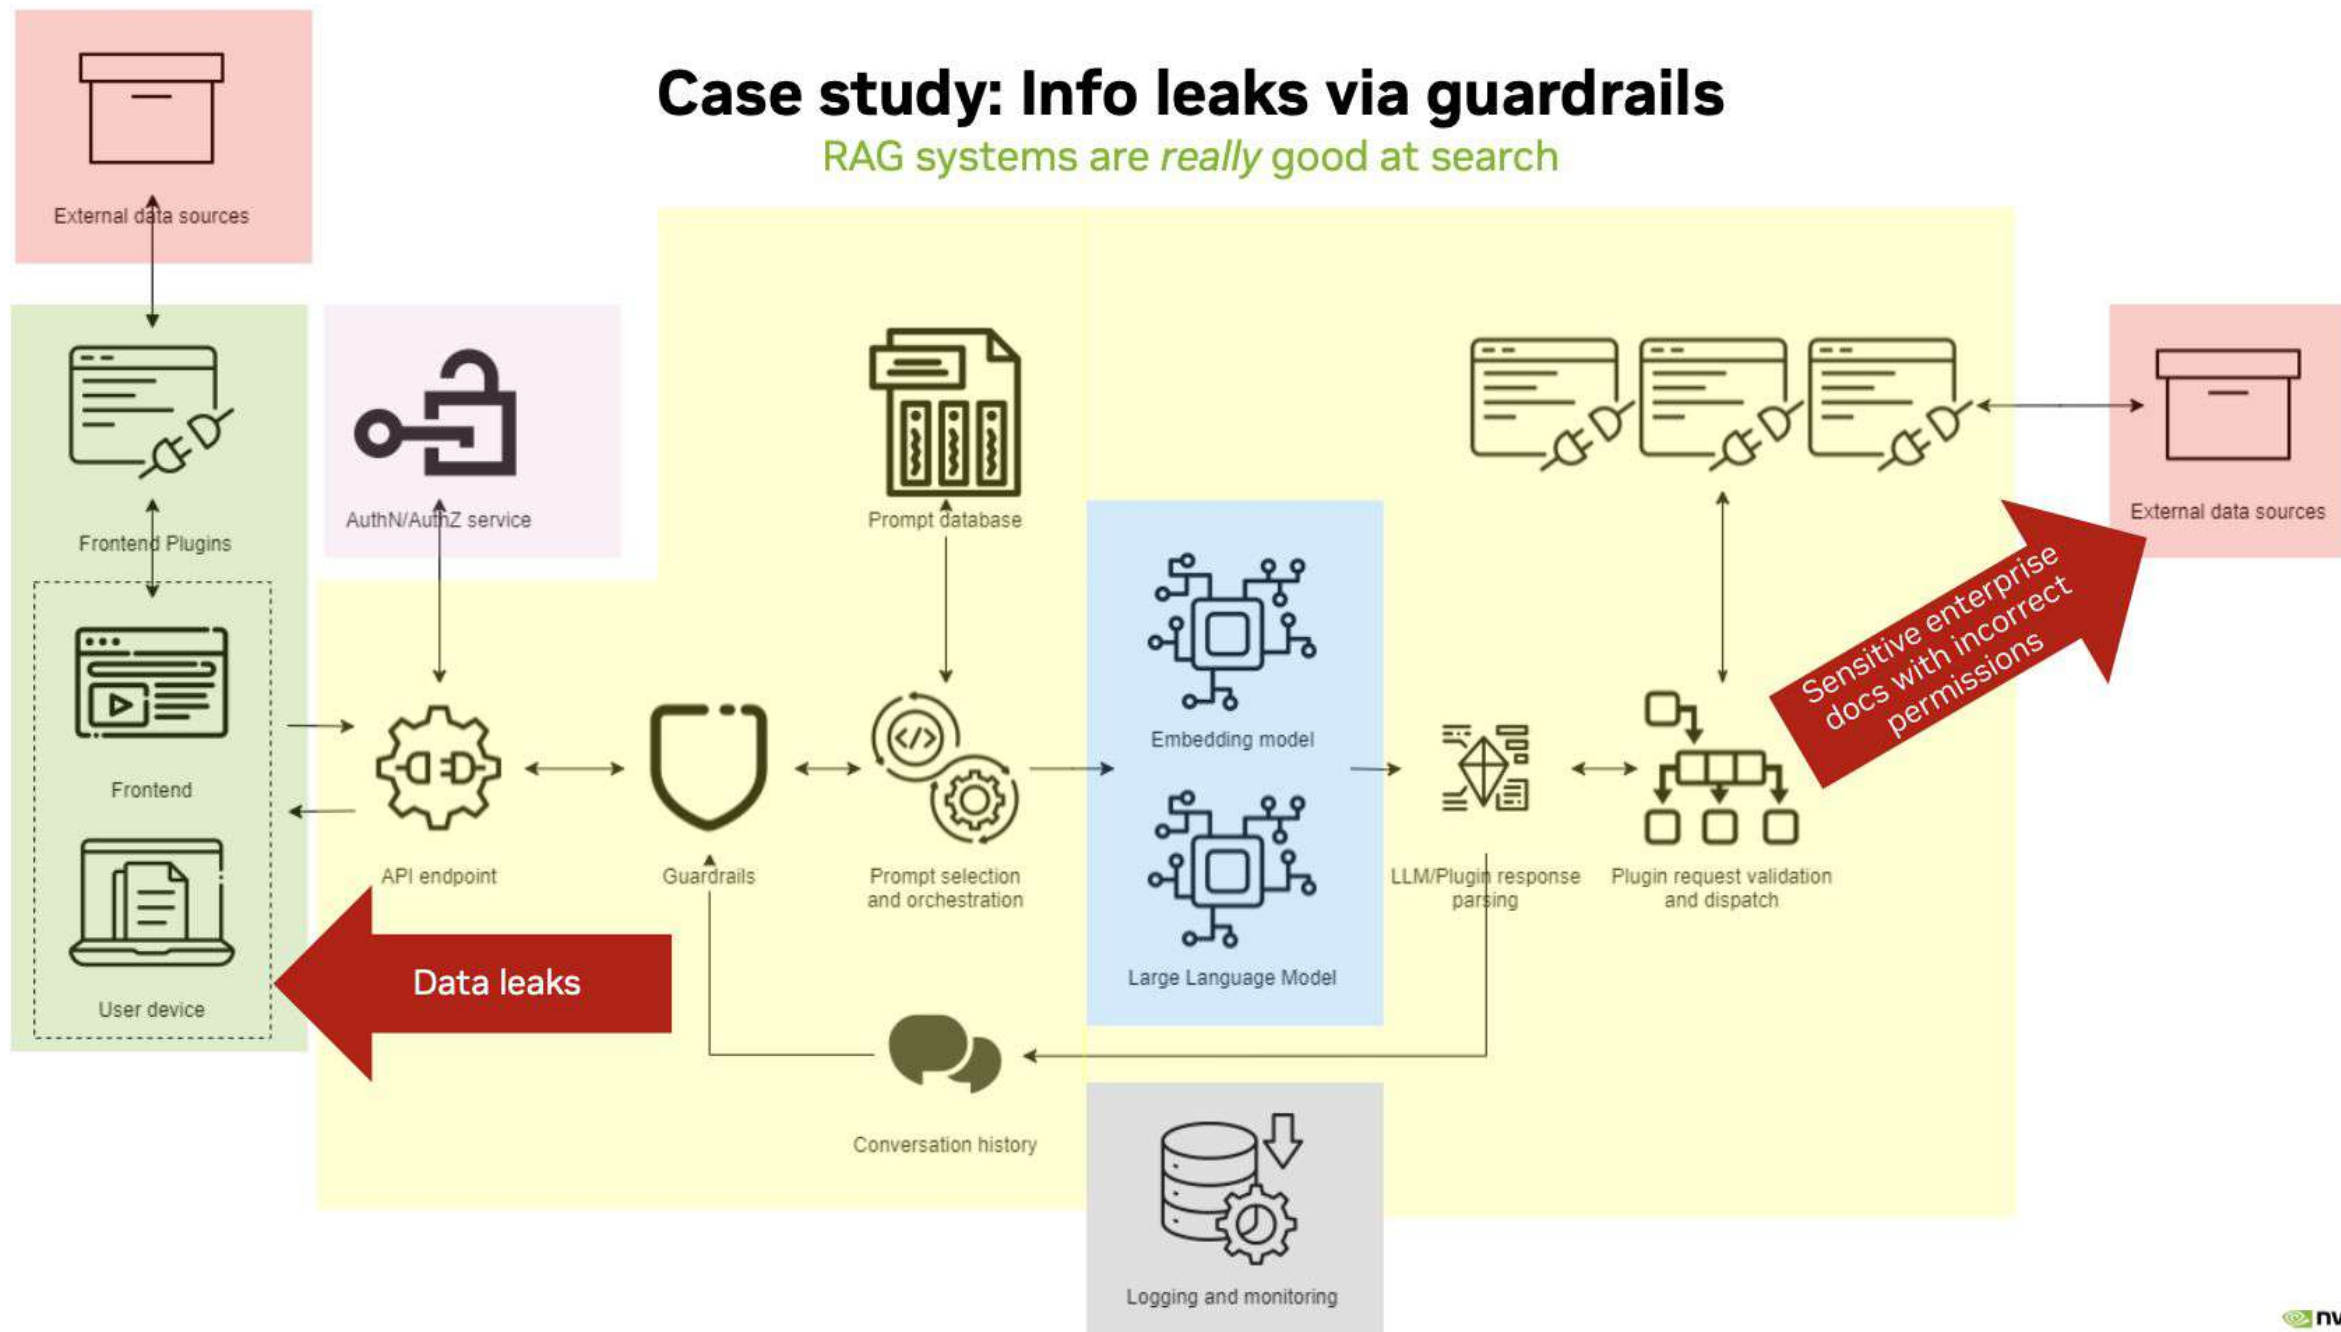 Case study: Info leaks via guardrails
RAG systems are really good at search
External data sources
Frontend Plugins
AuthN/AuthZ service
Prompt database
External data sources
Sensitive enterprise
docs with incorrect
permissions
Embedding model
Frontend
API endpoint
Guardrails
Prompt selection
and orchestration
LLM/Plugin response
parsing
Plugin request validation
and dispatch
Large Language Model
Data leaks
User device
Conversation history
Logging and monitoring